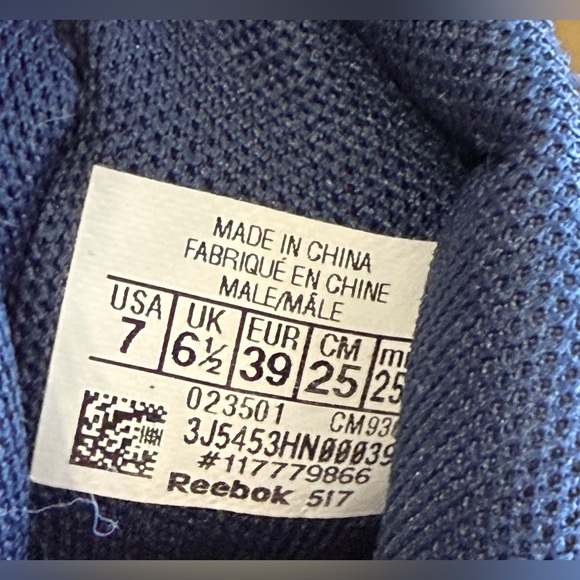 MADE IN CHINA
FABRIQUÉ EN CHINE
MALE/MÂLE
USA UK EUR CM
7 6½ 39 25
023501
3J5453HN00039
#117779866
Reebok 517